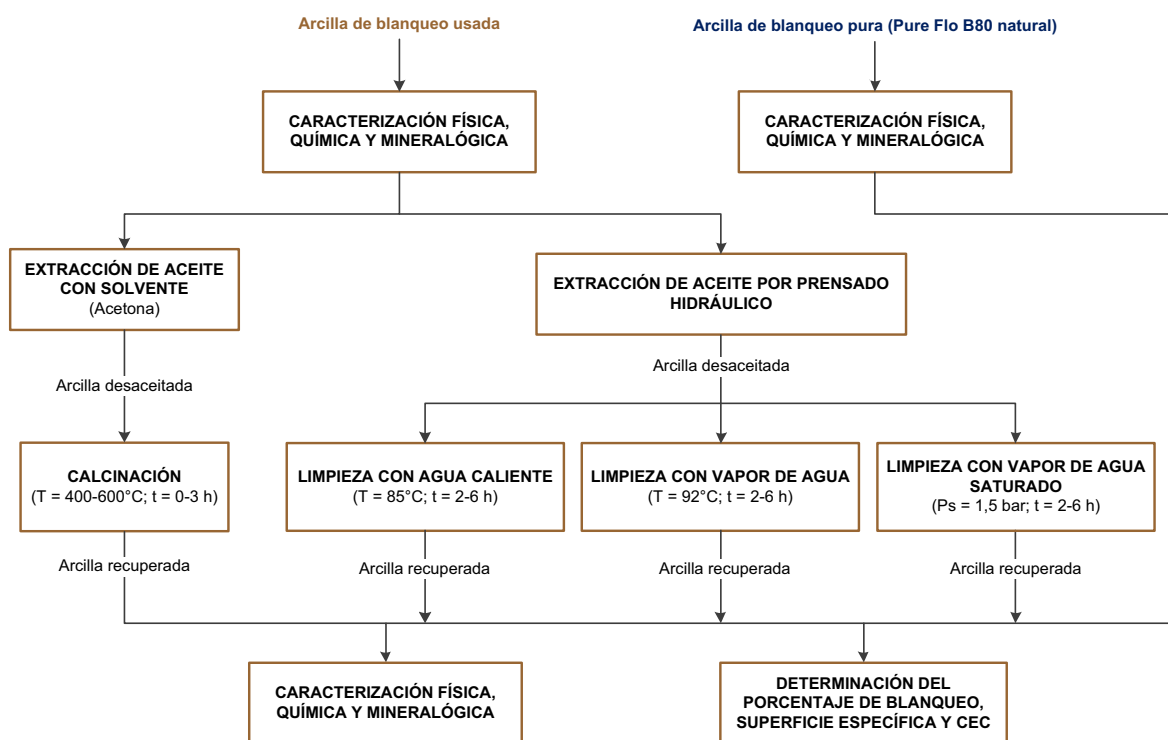 Arcilla de blanqueo usada
Arcilla de blanqueo pura (Pure Flo B80 natural)
CARACTERIZACIÓN FÍSICA,
QUÍMICA Y MINERALÓGICA
CARACTERIZACIÓN FÍSICA,
QUÍMICA Y MINERALÓGICA
EXTRACCIÓN DE ACEITE
CON SOLVENTE
(Acetona)
EXTRACCIÓN DE ACEITE POR PRENSADO
HIDRÁULICO
Arcilla desaceitada
Arcilla desaceitada
CALCINACIÓN
(T = 400-600°C; t = 0-3 h)
LIMPIEZA CON AGUA CALIENTE
(T = 85°C; t = 2-6 h)
LIMPIEZA CON VAPOR DE AGUA
(T = 92°C; t = 2-6 h)
LIMPIEZA CON VAPOR DE AGUA
SATURADO
(Ps = 1,5 bar; t = 2-6 h)
Arcilla recuperada
Arcilla recuperada
Arcilla recuperada
Arcilla recuperada
CARACTERIZACIÓN FÍSICA,
QUÍMICA Y MINERALÓGICA
DETERMINACIÓN DEL
PORCENTAJE DE BLANQUEO,
SUPERFICIE ESPECÍFICA Y CEC